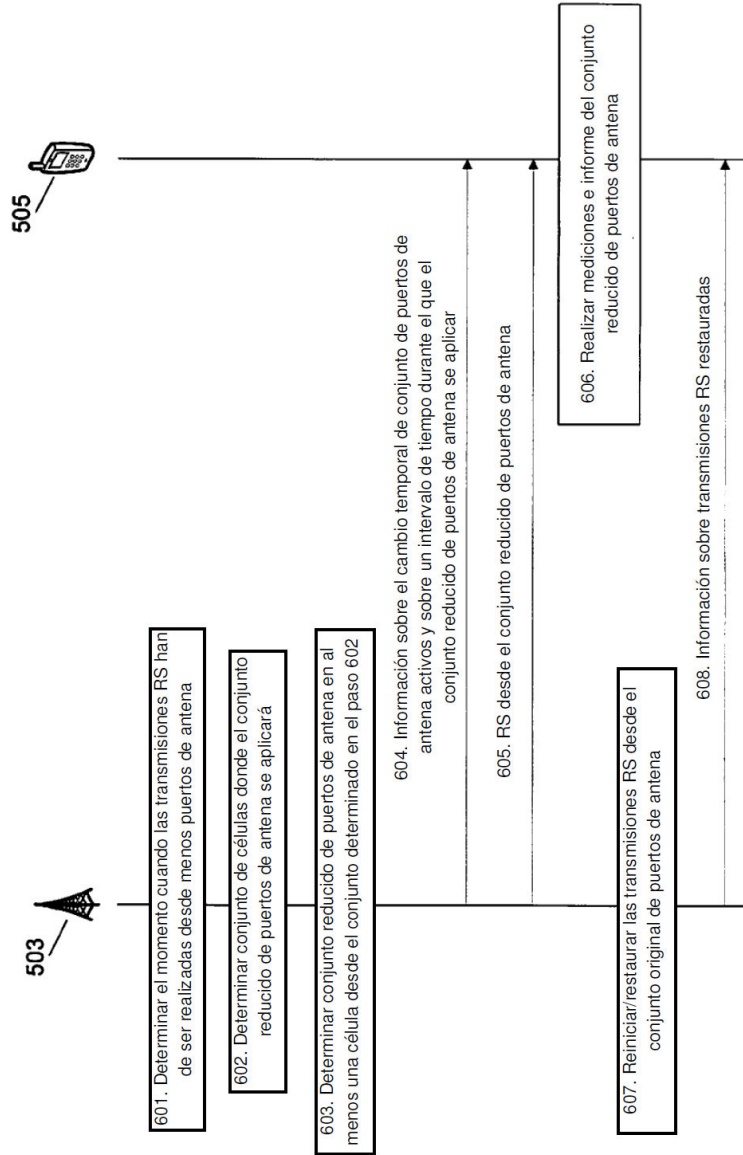 503
505
601. Determinar el momento cuando las transmisiones RS han
de ser realizadas desde menos puertos de antena
602. Determinar conjunto de células donde el conjunto
reducido de puertos de antena se aplicará
603. Determinar conjunto reducido de puertos de antena en al
menos una célula desde el conjunto determinado en el paso 602
604. Información sobre el cambio temporal de conjunto de puertos de
antena activos y sobre un intervalo de tiempo durante el que el
conjunto reducido de puertos de antena se aplicar
605. RS desde el conjunto reducido de puertos de antena
606. Realizar mediciones e informe del conjunto
reducido de puertos de antena
607. Reiniciar/restaurar las transmisiones RS desde el
conjunto original de puertos de antena
608. Información sobre transmisiones RS restauradas